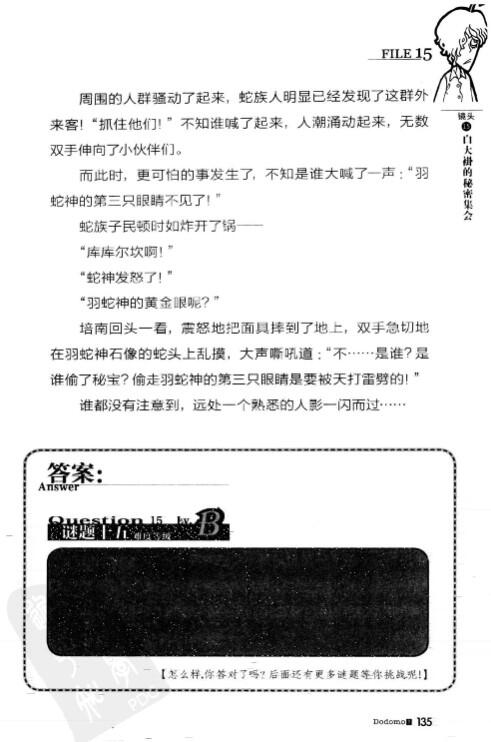 FILE 15
镜头
15
白大褂的秘密集会
周围的人群骚动了起来，蛇族人明显已经发现了这群外
来客！“抓住他们！”不知谁喊了起来，人潮涌动起来，无数
双手伸向了小伙伴们。
而此时，更可怕的事发生了，不知是谁大喊了一声：“羽
蛇神的第三只眼睛不见了！”
蛇族子民顿时如炸开了锅——
“库库尔坎啊！”
“蛇神发怒了！”
“羽蛇神的黄金眼呢？”
培南回头一看，震怒地把面具摔到了地上，双手急切地
在羽蛇神石像的蛇头上乱摸，大声嘶吼道：“不……是谁？是
谁偷了秘宝？偷走羽蛇神的第三只眼睛是要被天打雷劈的！”
谁都没有注意到，远处一个熟悉的人影一闪而过……
答案：
Answer
Question 15 by B
谜题十五 难度等级
【怎么样，你答对了吗？后面还有更多谜题等你挑战呢！】
Dodomo 135